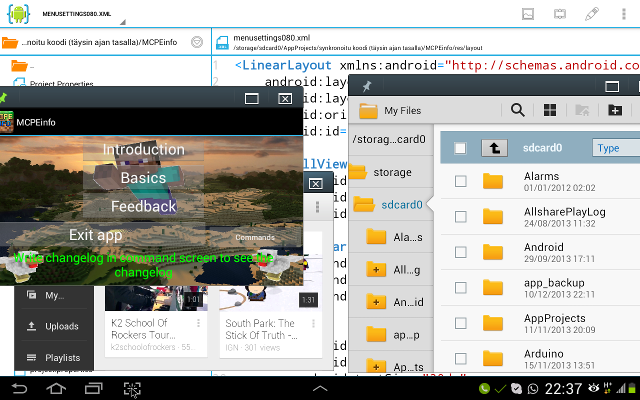 MENUSETTINGS080.XML
...noitu koodi (täysin ajan tasalla)/MCPEinfo
menusettings080.xml
/storage/sdcard0/AppProjects/synkronoitu koodi (täysin ajan tasalla)/MCPEinfo/res/layout
..
Project Properties
1 <LinearLayout xmlns:android="http://schemas.android.co
2 android:lay
android:lay
android:ori
android:id=
MCPEinfo
Introduction
Basics
Feedback
Exit app
Commands
Write changelog in command screen to see the
changelog
My Files
/storag...card0
storage
sdcard0
Ala...s
All...g
An...id
ap...p
Ap...ts
sdcard0
Type
Alarms
01/01/2012 02:02
AllsharePlayLog
24/08/2013 11:32
Android
29/09/2013 17:11
app_backup
10/12/2013 22:11
AppProjects
11/11/2013 20:09
Arduino
15/11/2013 13:51
My...
Uploads
Playlists
1:01
K2 School Of
Rockers Tour...
k2schoolofrockers · 55...
1:31
South Park: The
Stick Of Truth -...
IGN · 301 views
22:37